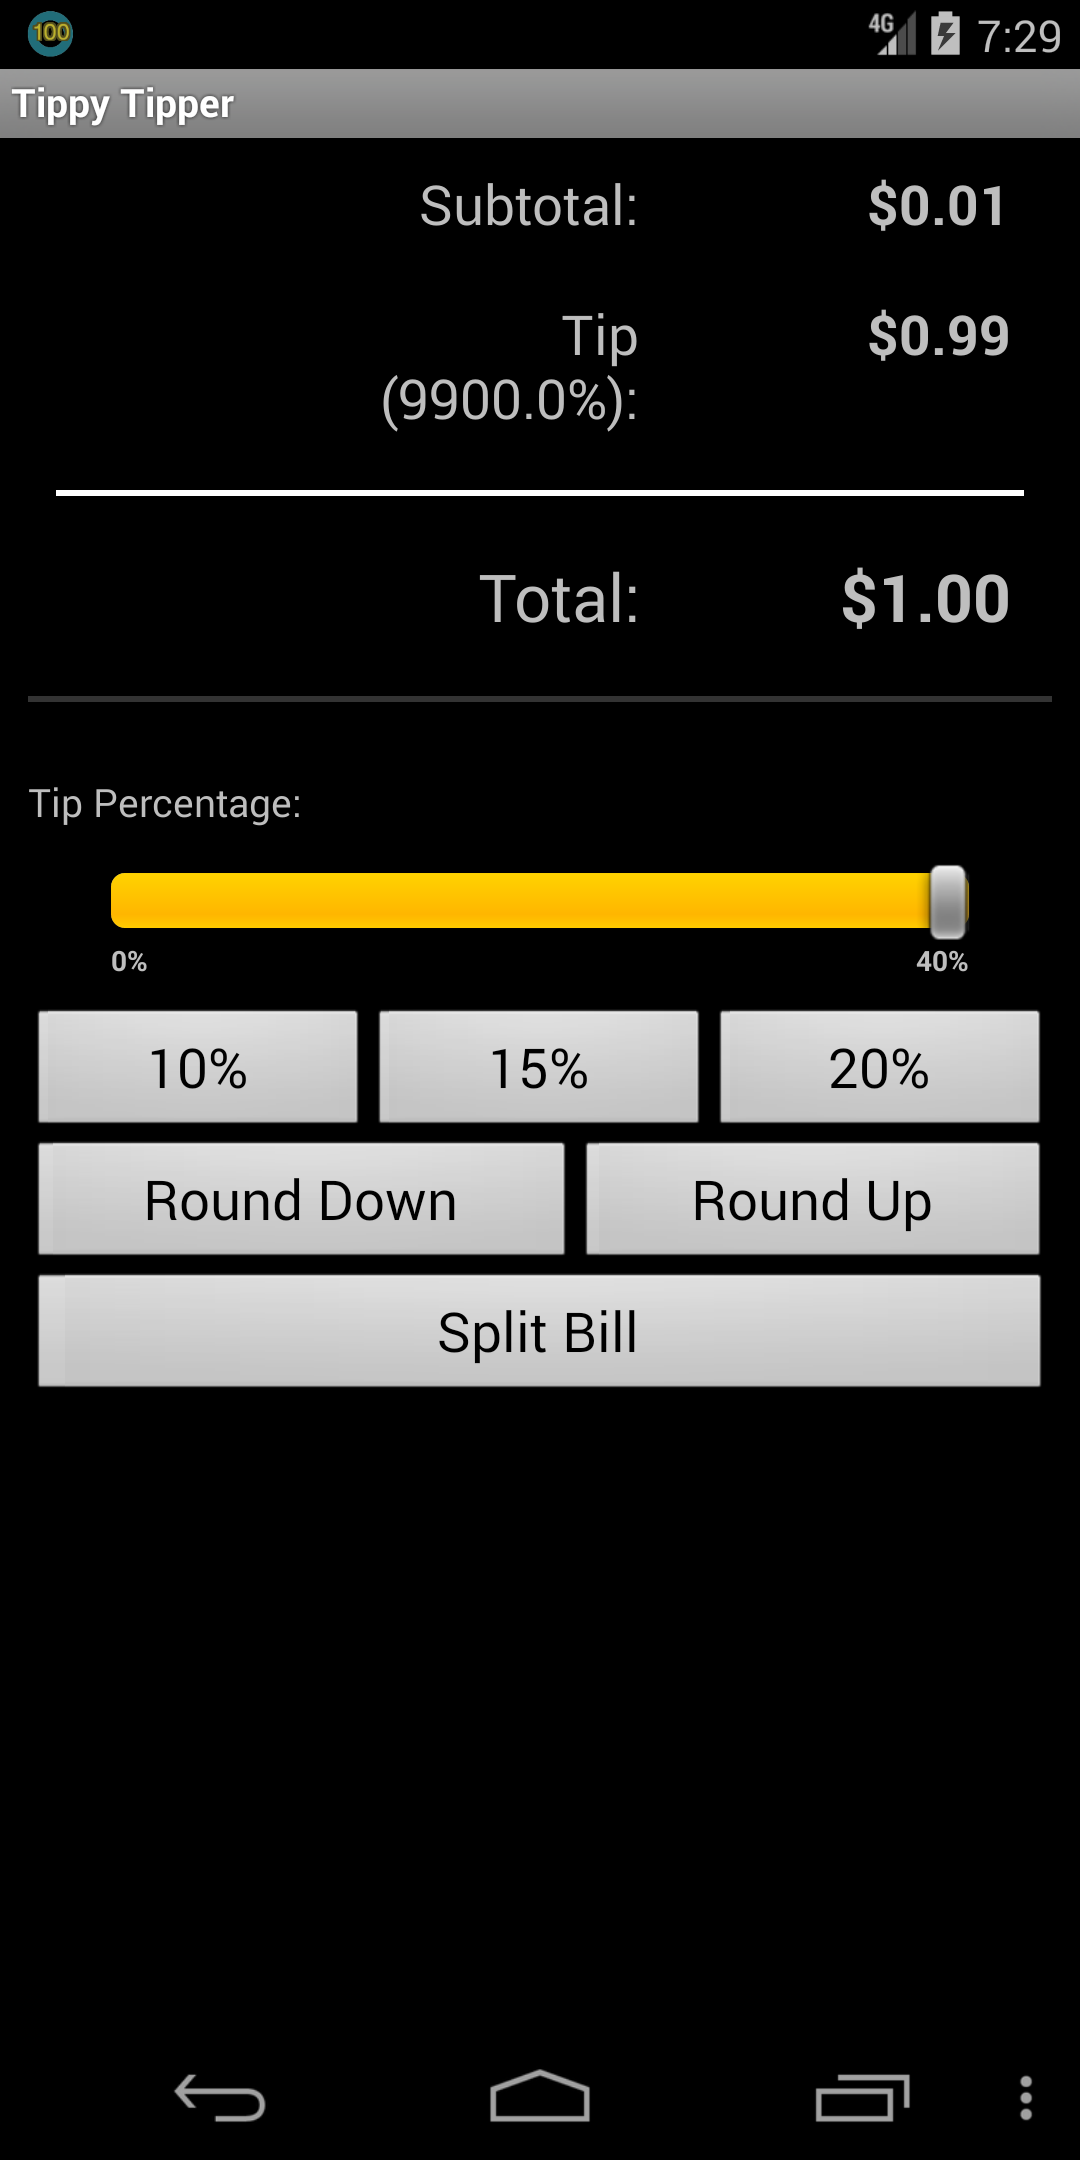 100
4G
7:29
Tippy Tipper
Subtotal: $0.01
Tip $0.99
(9900.0%):
Total: $1.00
Tip Percentage:
0% 40%
10% 15% 20%
Round Down Round Up
Split Bill